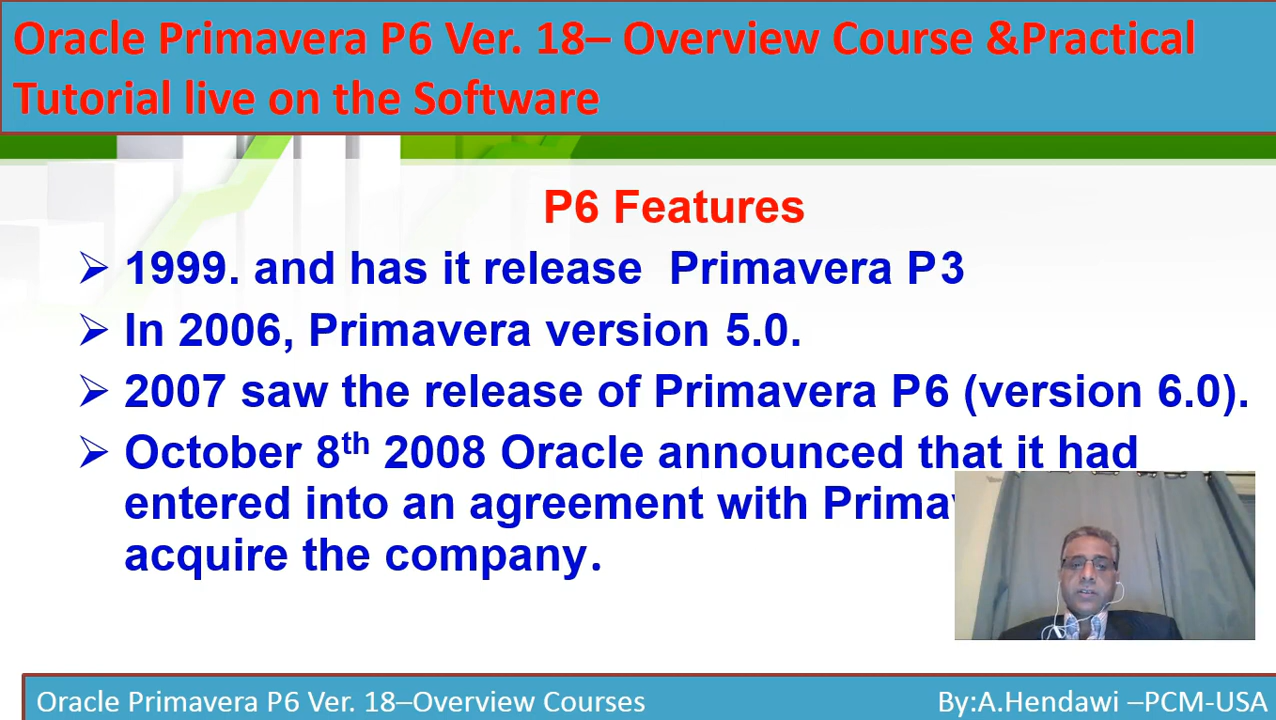 Oracle Primavera P6 Ver. 18– Overview Course &Practical
Tutorial live on the Software
P6 Features
➢ 1999. and has it release Primavera P3
➢ In 2006, Primavera version 5.0.
➢ 2007 saw the release of Primavera P6 (version 6.0).
➢ October 8th 2008 Oracle announced that it had
entered into an agreement with
acquire the company.
Oracle Primavera P6 Ver. 18–Overview Courses
By:A.Hendawi –PCM-USA